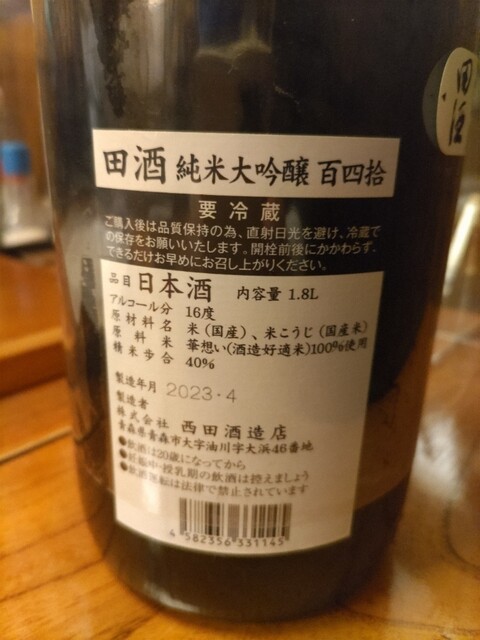 田酒
田酒 純米大吟醸 百四拾
要冷蔵
ご購入後は品質保持の為、直射日光を避け、冷蔵で
の保存をお願いいたします。開栓前後にかかわらず、
できるだけお早めにお召し上がりください。
品目 日本酒 内容量 1.8L
アルコール分 16度
原材料名 米(国産)、米こうじ(国産米)
原料米 華想い(酒造好適米)100%使用
精米歩合 40%
製造年月 2023・4
製造者
株式会社 西田酒造店
青森県青森市大字油川字大浜46番地
●飲酒は20歳になってから
●妊娠中・授乳期の飲酒は控えましょう
●飲酒運転は法律で禁止されています
4 582356 331145